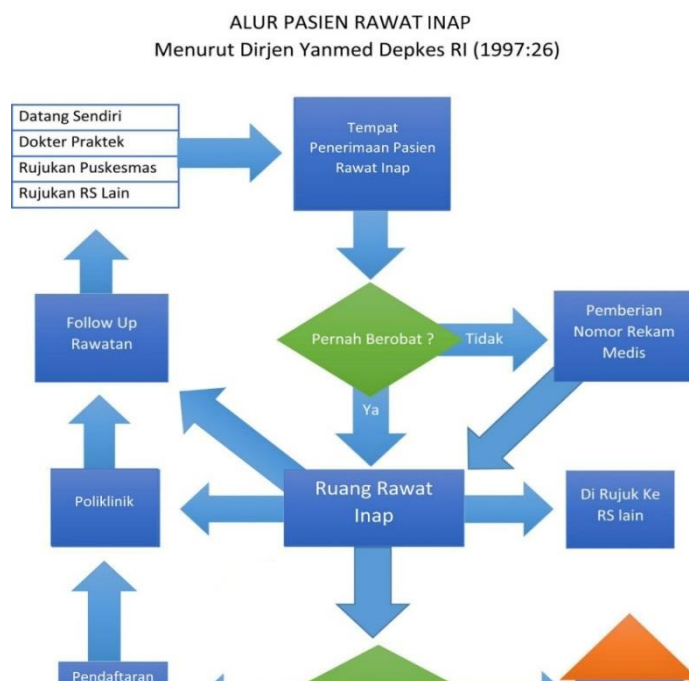 ALUR PASIEN RAWAT INAP
Menurut Dirjen Yanmed Depkes RI (1997:26)
Datang Sendiri
Dokter Praktek
Rujukan Puskesmas
Rujukan RS Lain
Tempat
Penerimaan Pasien
Rawat Inap
Follow Up
Rawatan
Pernah Berobat ?
Tidak
Pemberian
Nomor Rekam
Medis
Ya
Poliklinik
Ruang Rawat
Inap
Di Rujuk Ke
RS lain
Pendaftaran